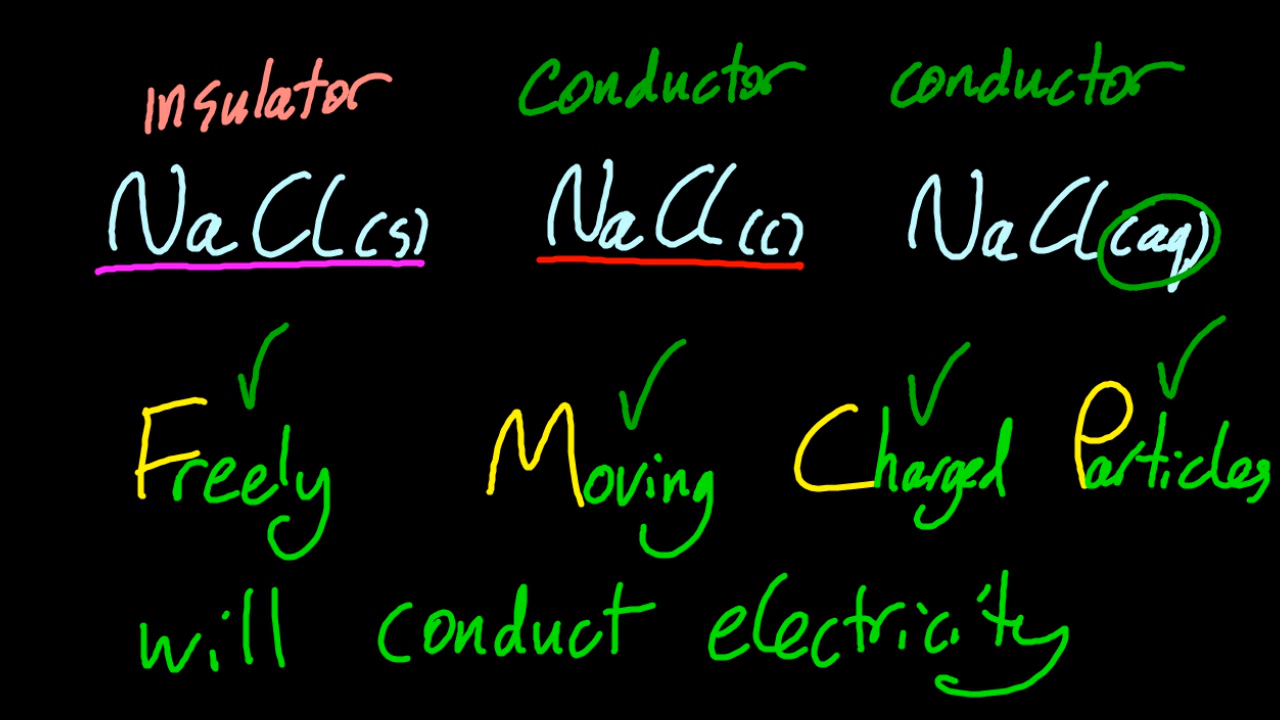 insulator Conductor conductor
NaCl(s) NaCl(l) NaCl(aq)
Freely Moving Charged Particles
will conduct electricity